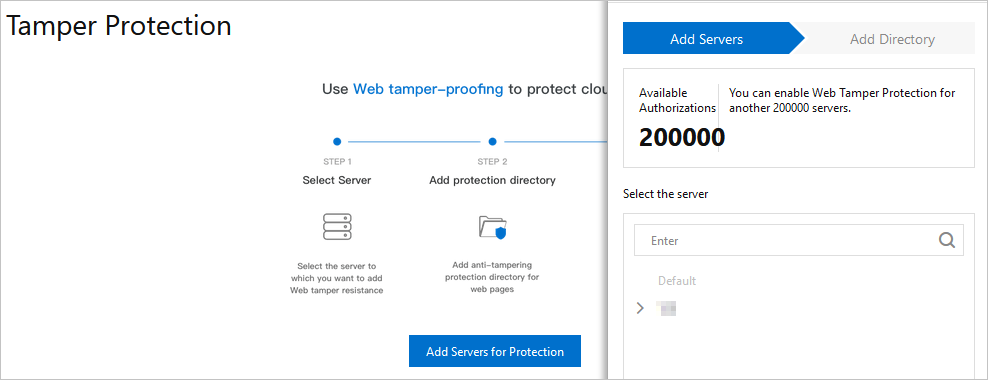 Tamper Protection
Use Web tamper-proofing to protect clou
STEP 1
STEP 2
Select Server
Add protection directory
Select the server to
which you want to add
Web tamper resistance
Add anti-tampering
protection directory for
web pages
Add Servers for Protection
Add Servers
Add Directory
Available
Authorizations
200000
You can enable Web Tamper Protection for
another 200000 servers.
Select the server
Enter
Default